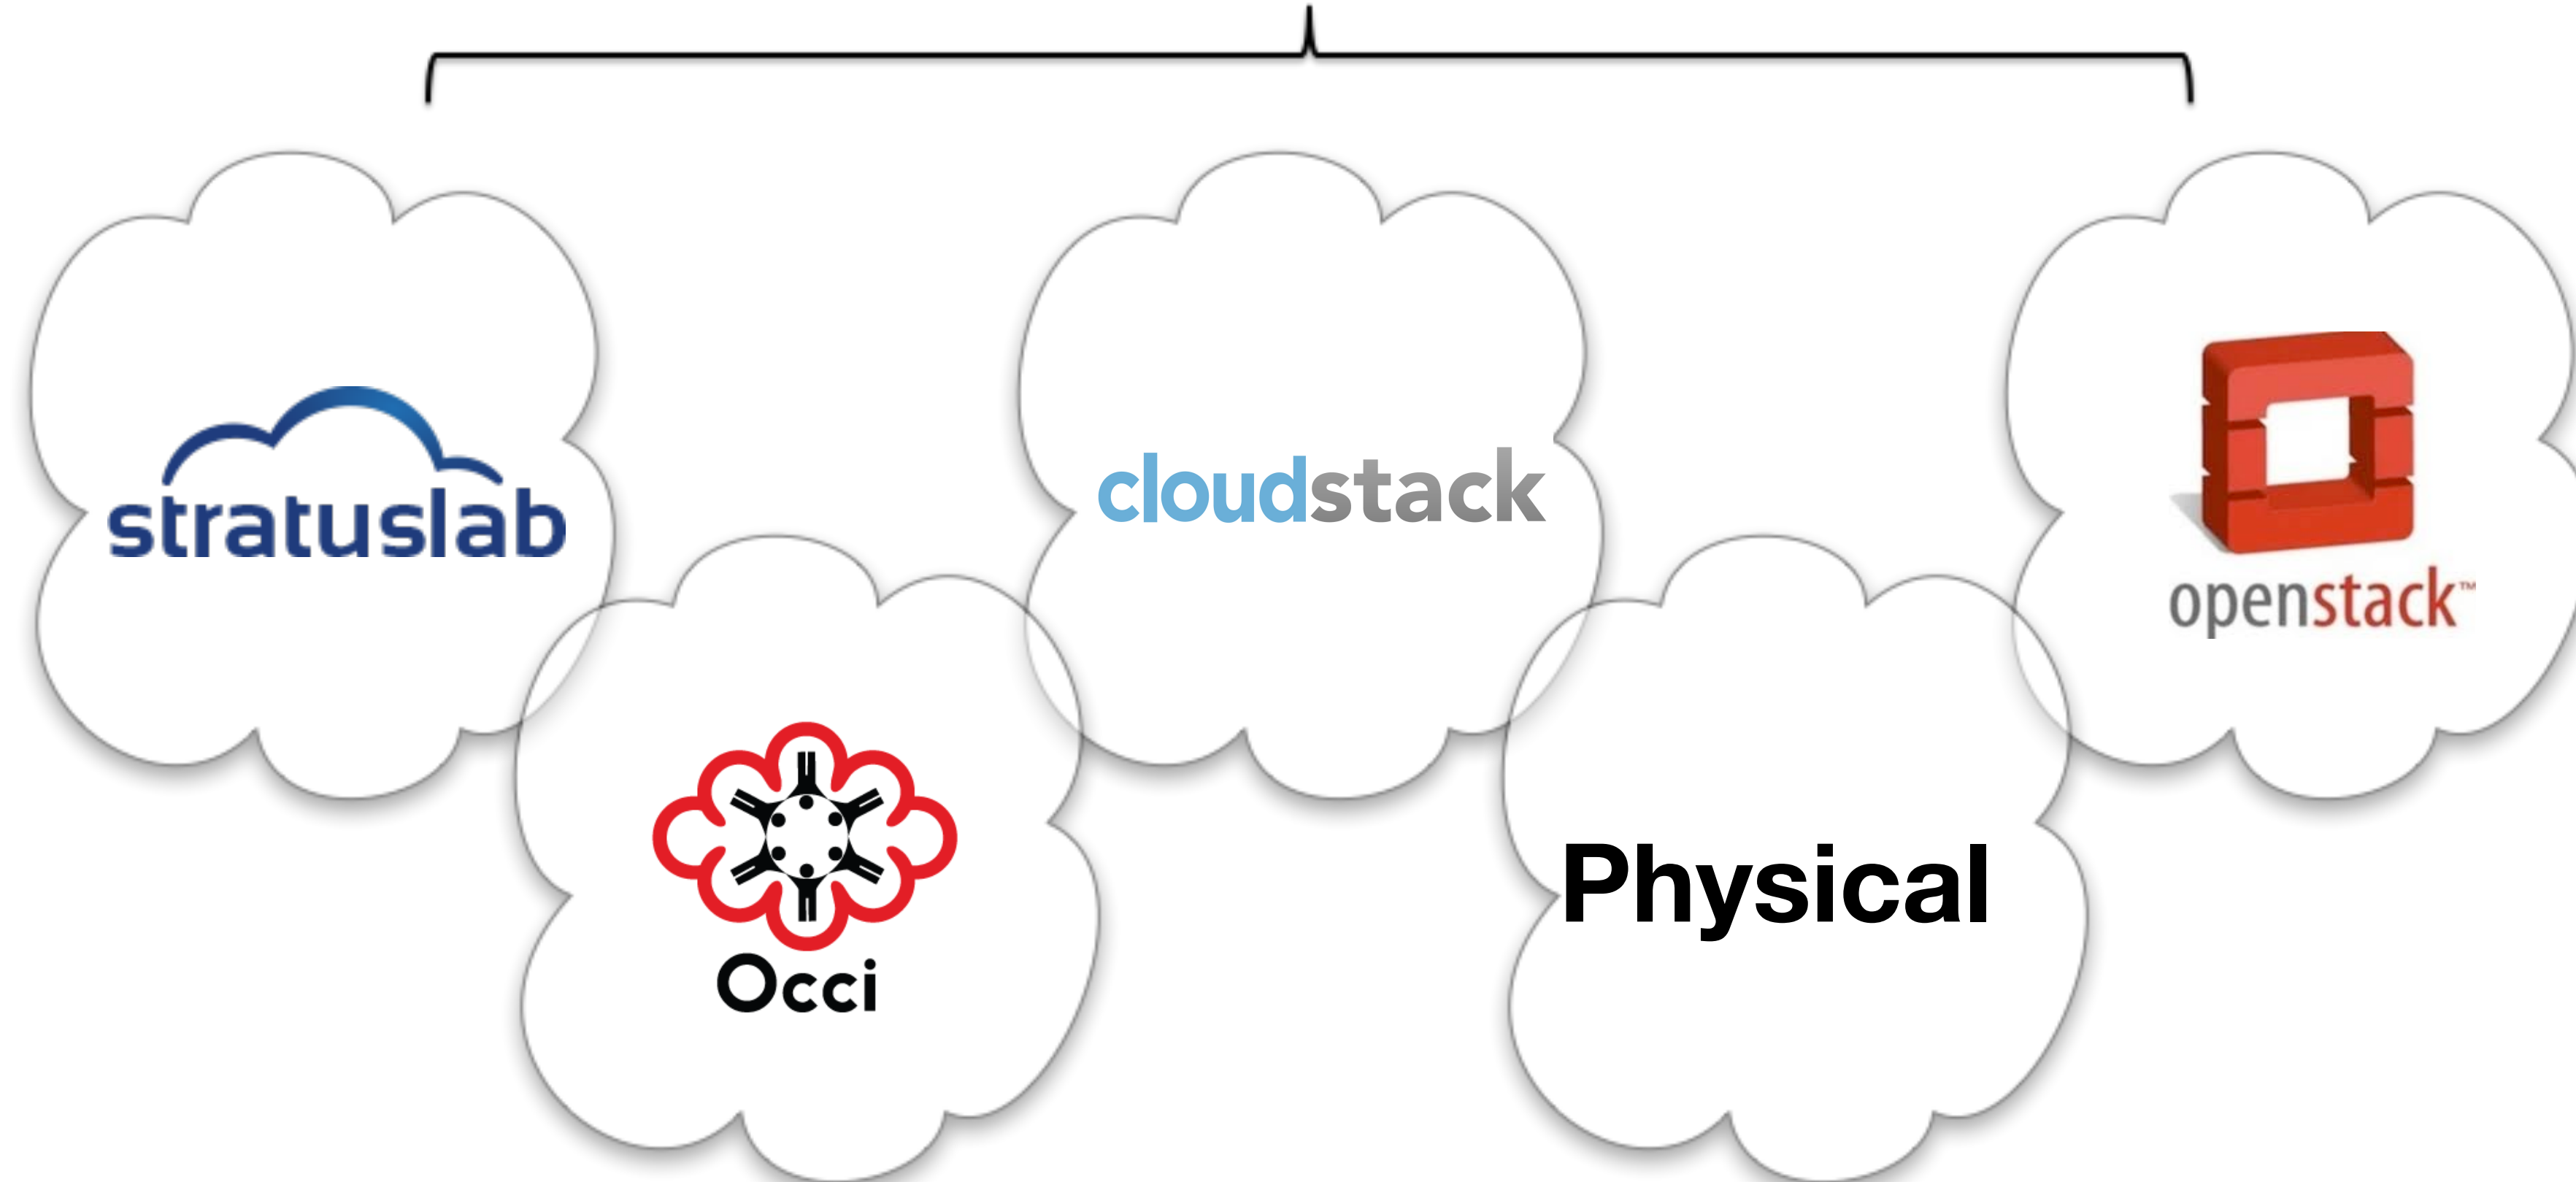 stratuslab
cloudstack
openstack™
Occi
Physical